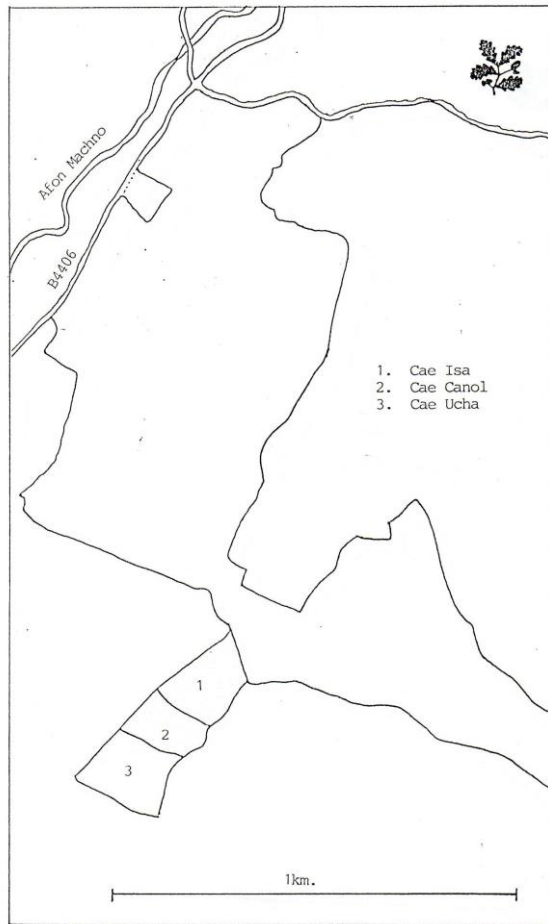 Afon Machno
B4406
1. Cae Isa
2. Cae Canol
3. Cae Ucha
1
2
3
1km.